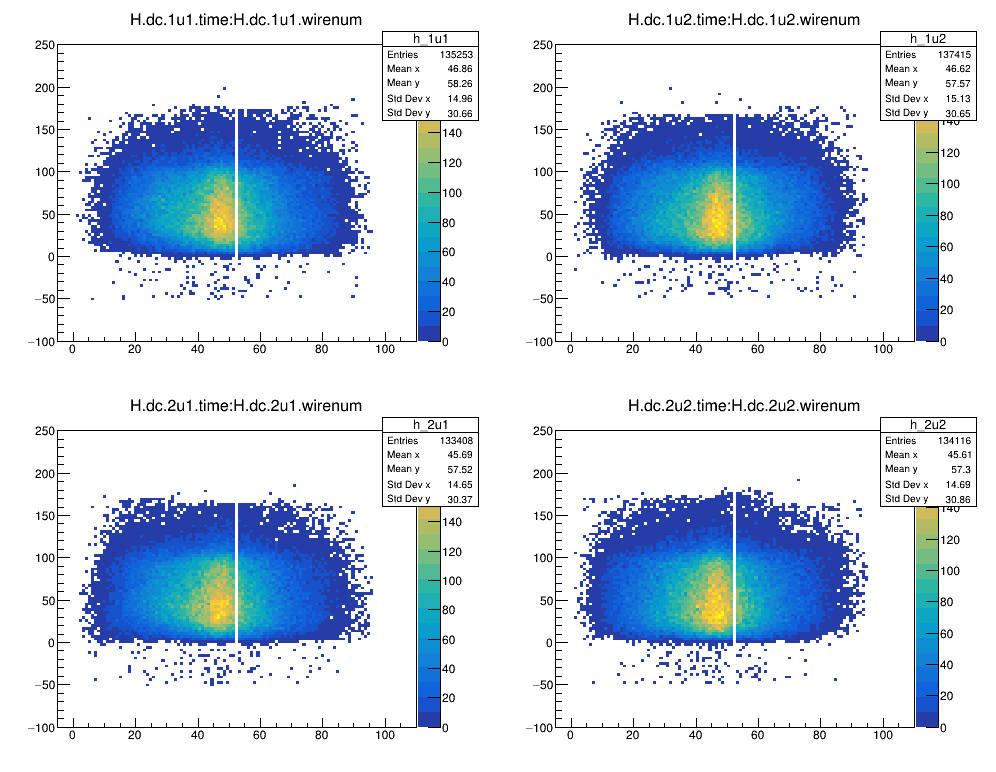 H.dc.1u1.time:H.dc.1u1.wirenum
h_1u1
Entries 135253
Mean x 46.86
Mean y 58.26
Std Dev x 14.96
Std Dev y 30.66
250
200
150
100
50
0
−50
−100
0 20 40 60 80 100
140
120
100
80
60
40
20
0
H.dc.1u2.time:H.dc.1u2.wirenum
h_1u2
Entries 137415
Mean x 46.62
Mean y 57.57
Std Dev x 15.13
Std Dev y 30.65
250
200
150
100
50
0
−50
−100
0 20 40 60 80 100
140
120
100
80
60
40
20
0
H.dc.2u1.time:H.dc.2u1.wirenum
h_2u1
Entries 133408
Mean x 45.69
Mean y 57.52
Std Dev x 14.65
Std Dev y 30.37
250
200
150
100
50
0
−50
−100
0 20 40 60 80 100
140
120
100
80
60
40
20
0
H.dc.2u2.time:H.dc.2u2.wirenum
h_2u2
Entries 134116
Mean x 45.61
Mean y 57.3
Std Dev x 14.69
Std Dev y 30.86
250
200
150
100
50
0
−50
−100
0 20 40 60 80 100
140
120
100
80
60
40
20
0